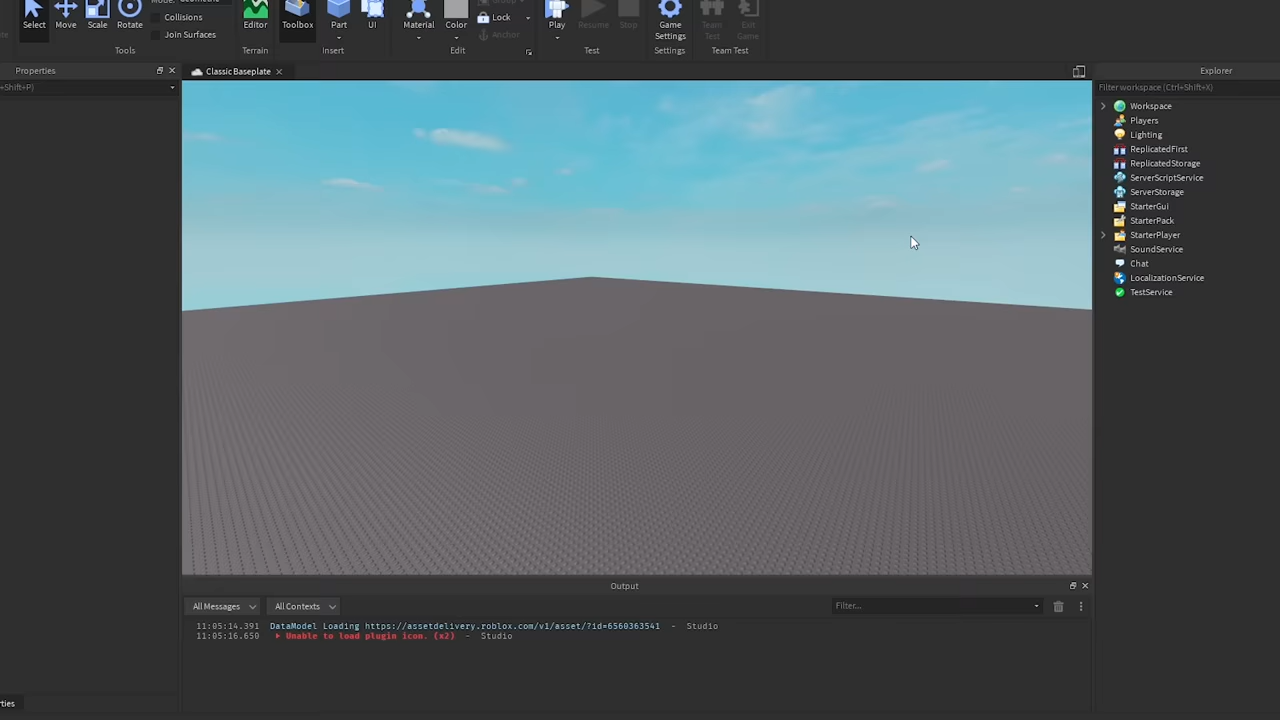 Collisions
Lock
Select Move Scale Rotate
Join Surfaces
Editor Toolbox Part UI Material Color
Anchor
Play Resume Stop Game Settings Team Test Exit Game
Tools Terrain Insert Edit Test Settings Team Test
Properties
Classic Baseplate
Explorer
+Shift+P)
Filter workspace (Ctrl+Shift+X)
Workspace
Players
Lighting
ReplicatedFirst
ReplicatedStorage
ServerScriptService
ServerStorage
StarterGui
StarterPack
StarterPlayer
SoundService
Chat
LocalizationService
TestService
Output
All Messages All Contexts Filter...
11:05:14.391 DataModel Loading https://assetdelivery.roblox.com/v1/asset/?id=6560363541 - Studio
11:05:16.650 Unable to load plugin icon. (x2) - Studio
rties